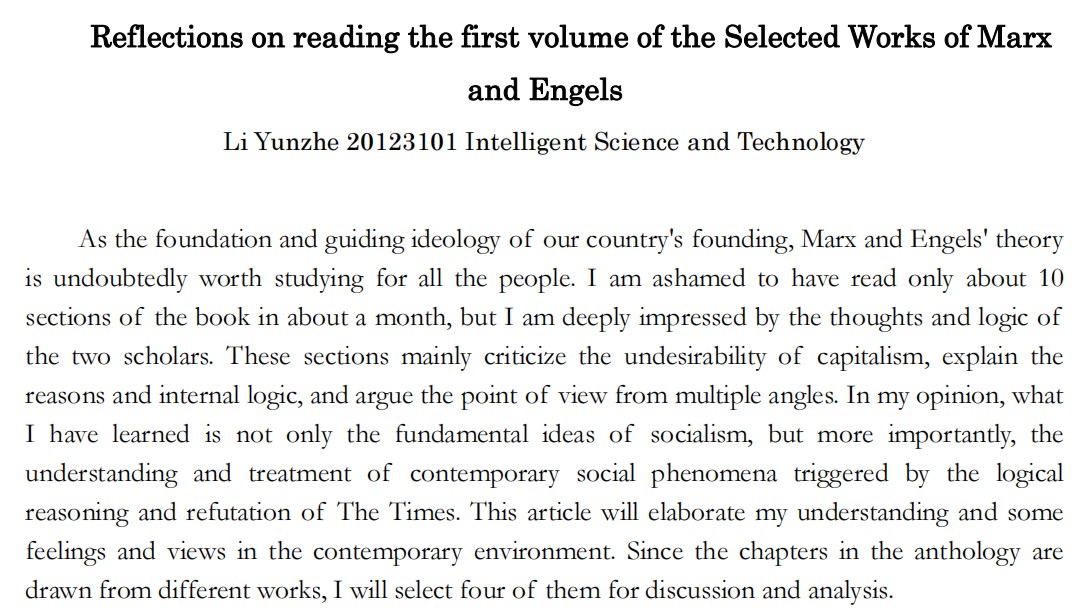 Reflections on reading the first volume of the Selected Works of Marx
and Engels
Li Yunzhe 20123101 Intelligent Science and Technology
As the foundation and guiding ideology of our country's founding, Marx and Engels' theory
is undoubtedly worth studying for all the people. I am ashamed to have read only about 10
sections of the book in about a month, but I am deeply impressed by the thoughts and logic of
the two scholars. These sections mainly criticize the undesirability of capitalism, explain the
reasons and internal logic, and argue the point of view from multiple angles. In my opinion, what
I have learned is not only the fundamental ideas of socialism, but more importantly, the
understanding and treatment of contemporary social phenomena triggered by the logical
reasoning and refutation of The Times. This article will elaborate my understanding and some
feelings and views in the contemporary environment. Since the chapters in the anthology are
drawn from different works, I will select four of them for discussion and analysis.